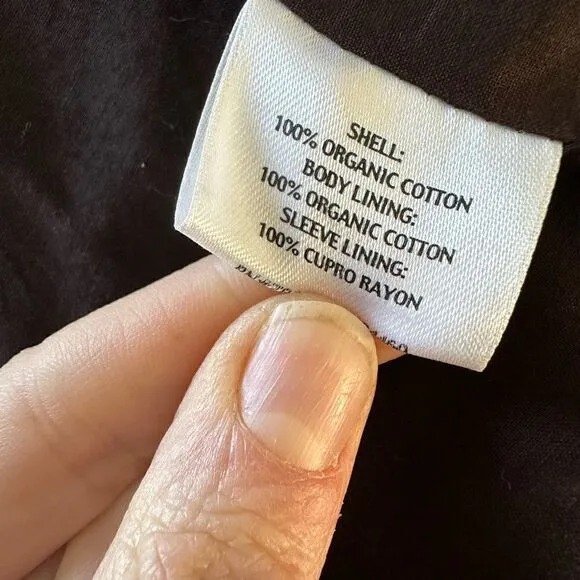 SHELL:
100% ORGANIC COTTON
BODY LINING:
100% ORGANIC COTTON
SLEEVE LINING:
100% CUPRO RAYON